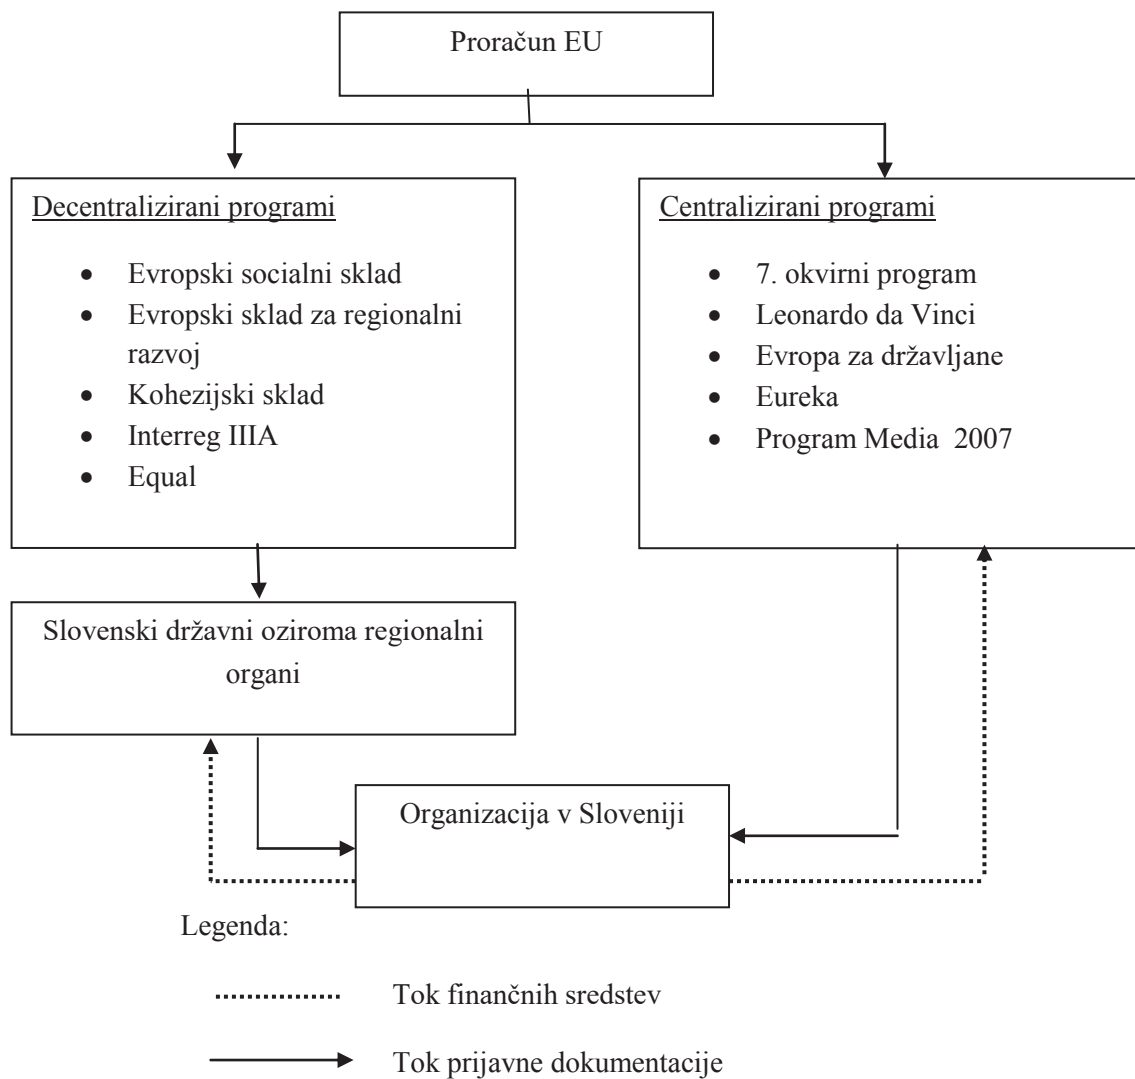 Proračun EU
Decentralizirani programi
• Evropski socialni sklad
• Evropski sklad za regionalni
razvoj
• Kohezijski sklad
• Interreg IIIA
• Equal
Centralizirani programi
• 7. okvirni program
• Leonardo da Vinci
• Evropa za državljane
• Eureka
• Program Media 2007
Slovenski državni oziroma regionalni
organi
Organizacija v Sloveniji
Legenda:
Tok finančnih sredstev
Tok prijavne dokumentacije